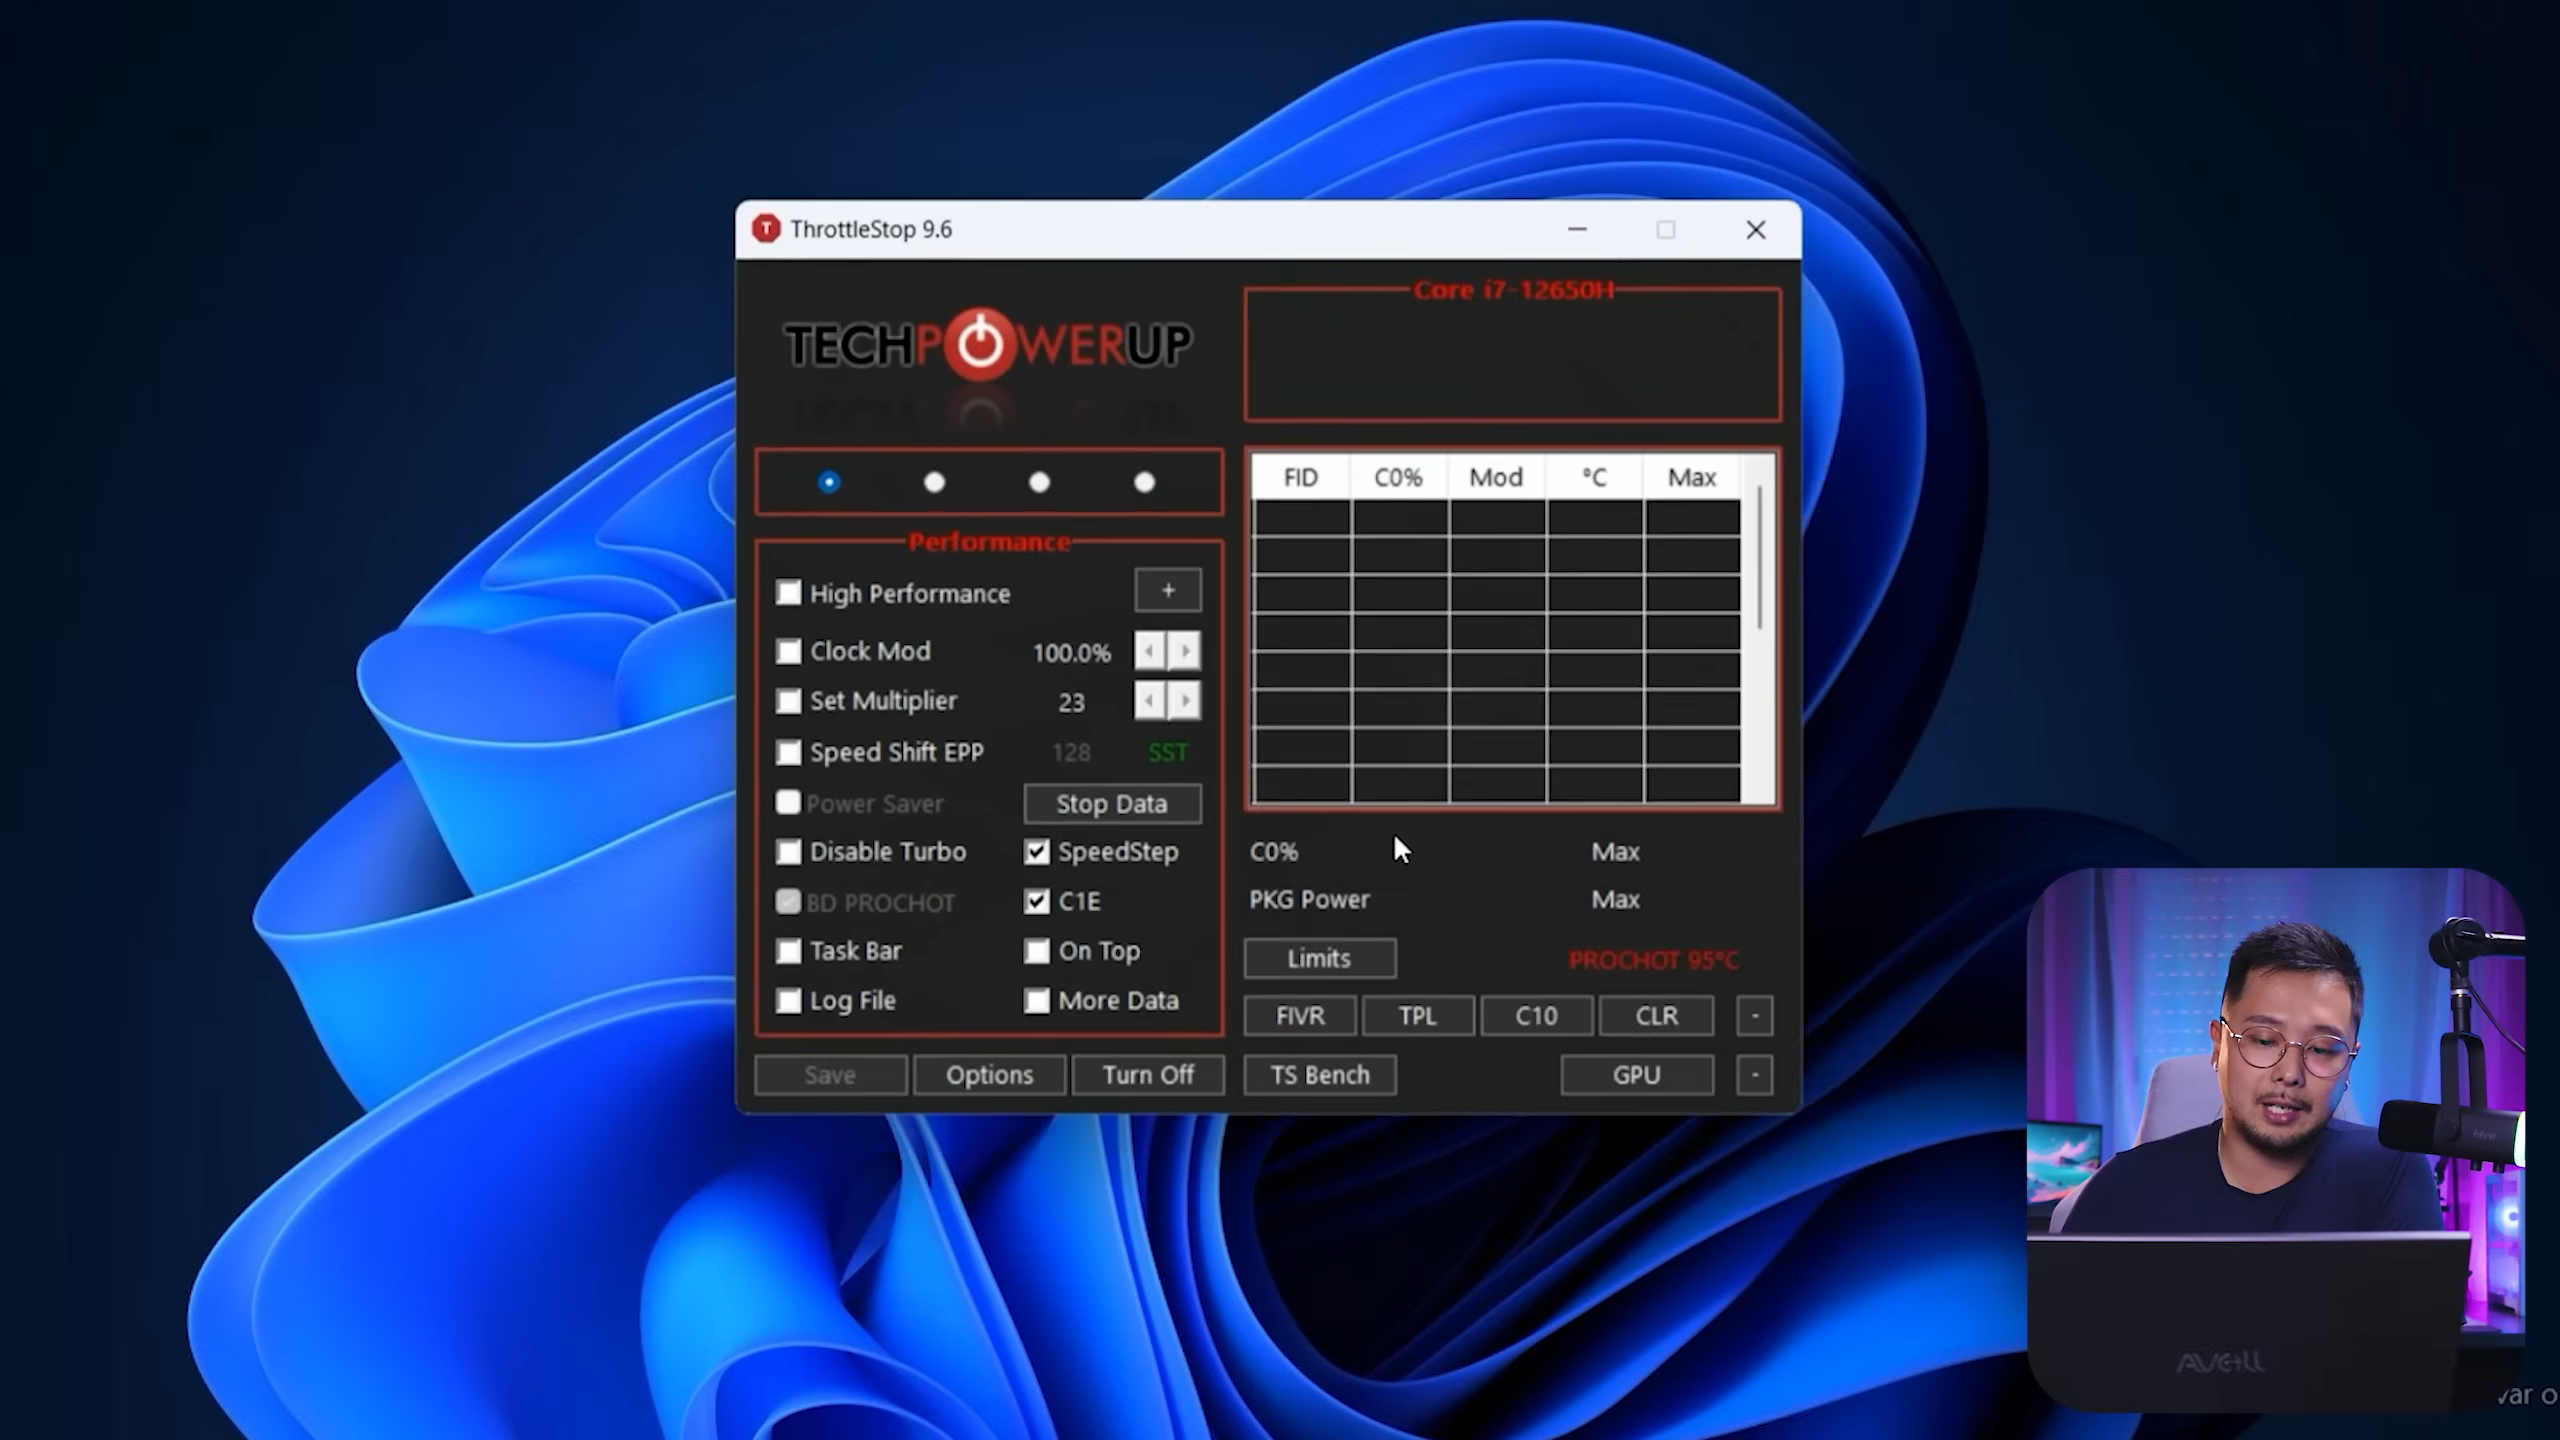 ThrottleStop 9.6
TECHPOWERUP
Core i7-12650H
FID C0% Mod °C Max
Performance
High Performance +
Clock Mod 100.0%
Set Multiplier 23
Speed Shift EPP 128 SST
Power Saver Stop Data
Disable Turbo SpeedStep
BD PROCHOT C1E
Task Bar On Top
Log File More Data
C0% Max
PKG Power Max
Limits PROCHOT 95°C
FIVR TPL C10 CLR -
Save Options Turn Off TS Bench GPU -
AVell